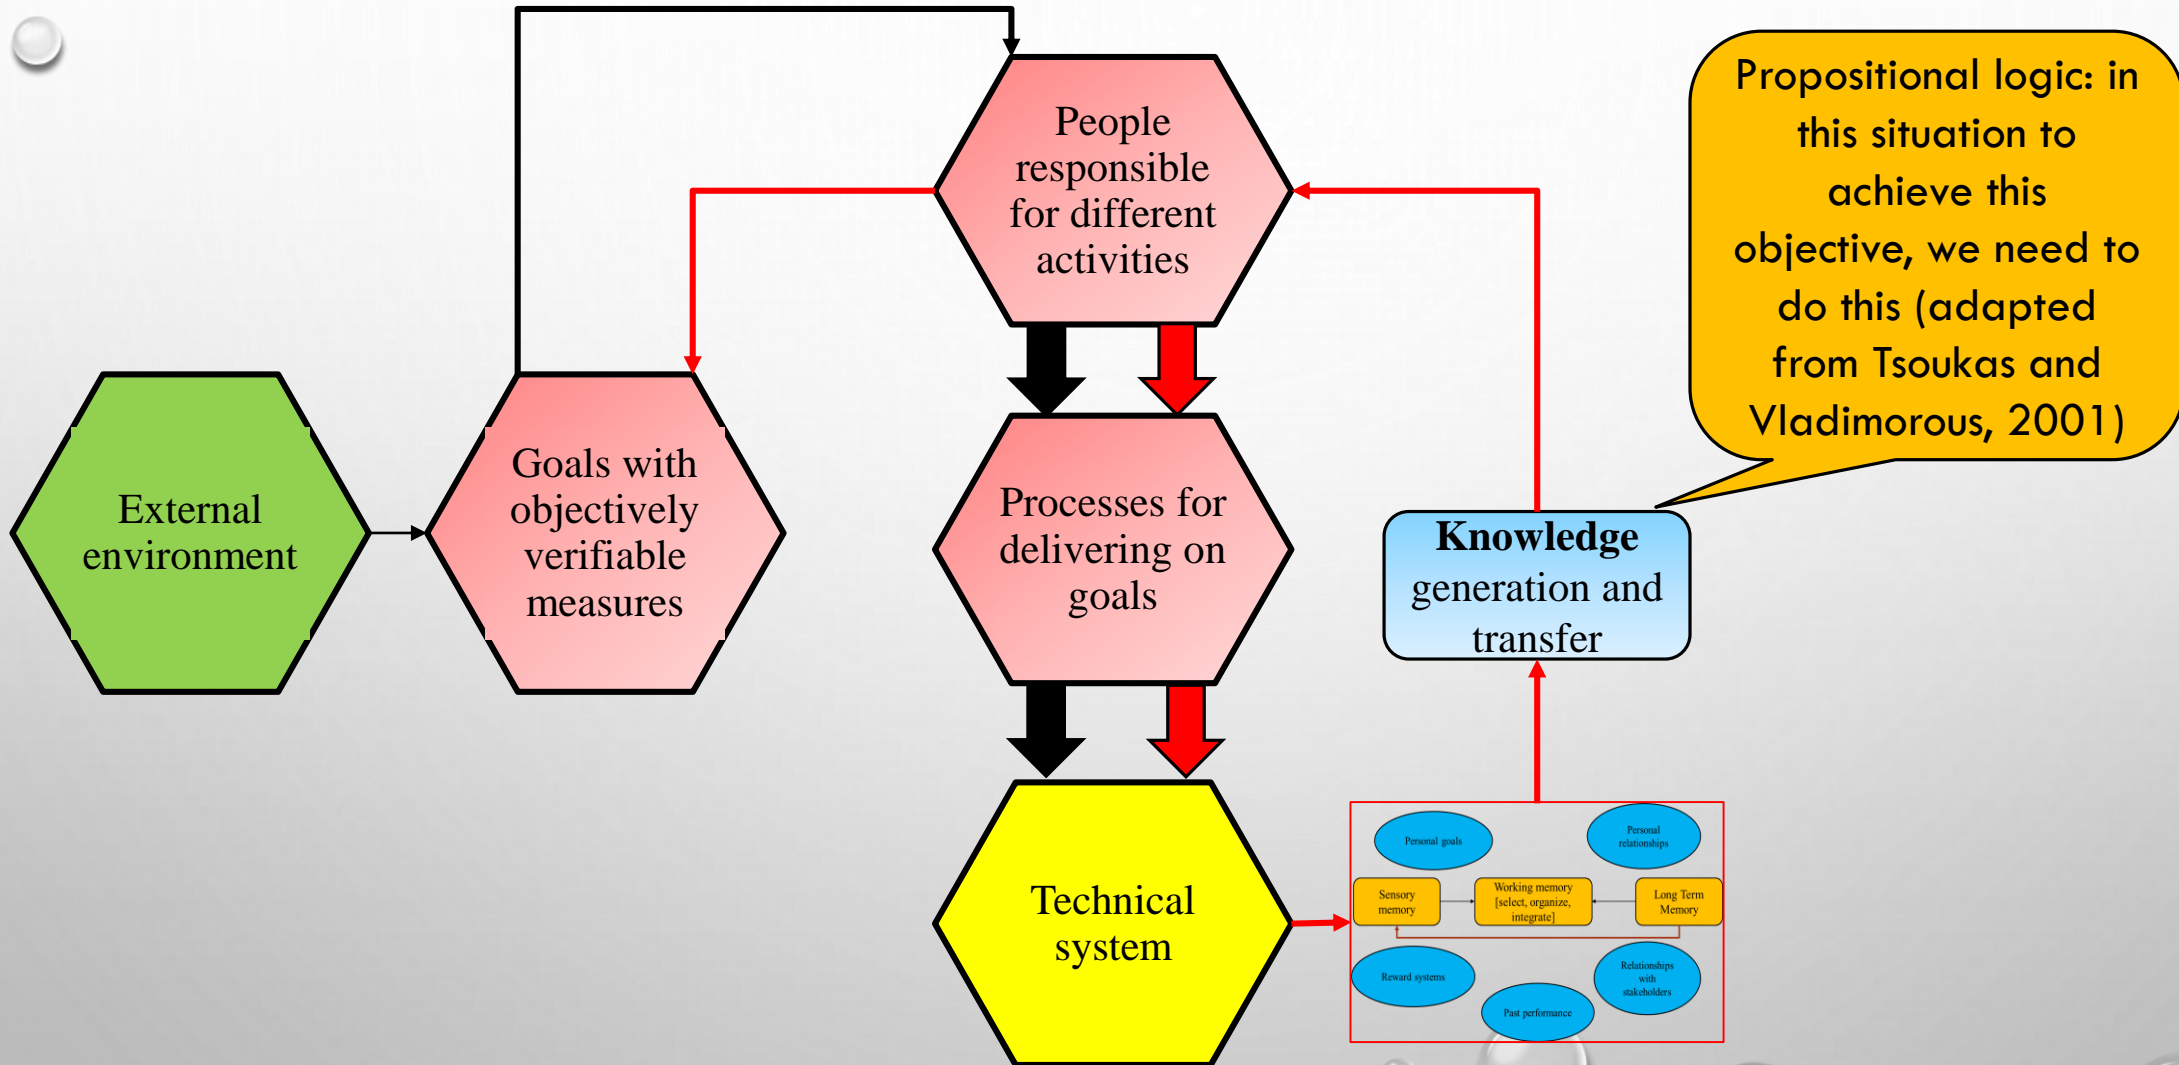 People
responsible
for different
activities
Propositional logic: in
this situation to
achieve this
objective, we need to
do this (adapted
from Tsoukas and
Vladimorous, 2001)
External
environment
Goals with
objectively
verifiable
measures
Processes for
delivering on
goals
Knowledge
generation and
transfer
Technical
system
Personal goals
Personal
relationships
Sensory
memory
Working memory
[select, organize,
integrate]
Long Term
Memory
Reward systems
Past performance
Relationships
with
stakeholders